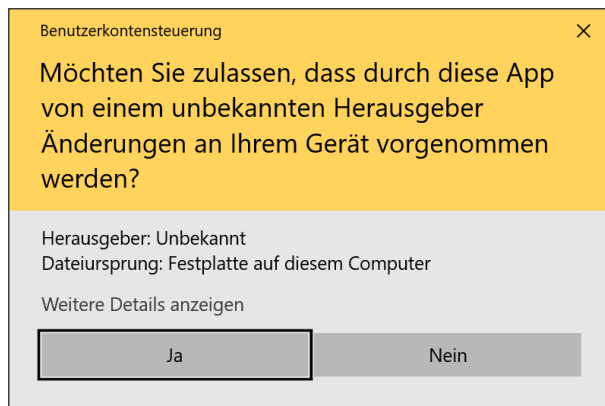 Benutzerkontensteuerung
Möchten Sie zulassen, dass durch diese App
von einem unbekannten Herausgeber
Änderungen an Ihrem Gerät vorgenommen
werden?
Herausgeber: Unbekannt
Dateiursprung: Festplatte auf diesem Computer
Weitere Details anzeigen
Ja
Nein